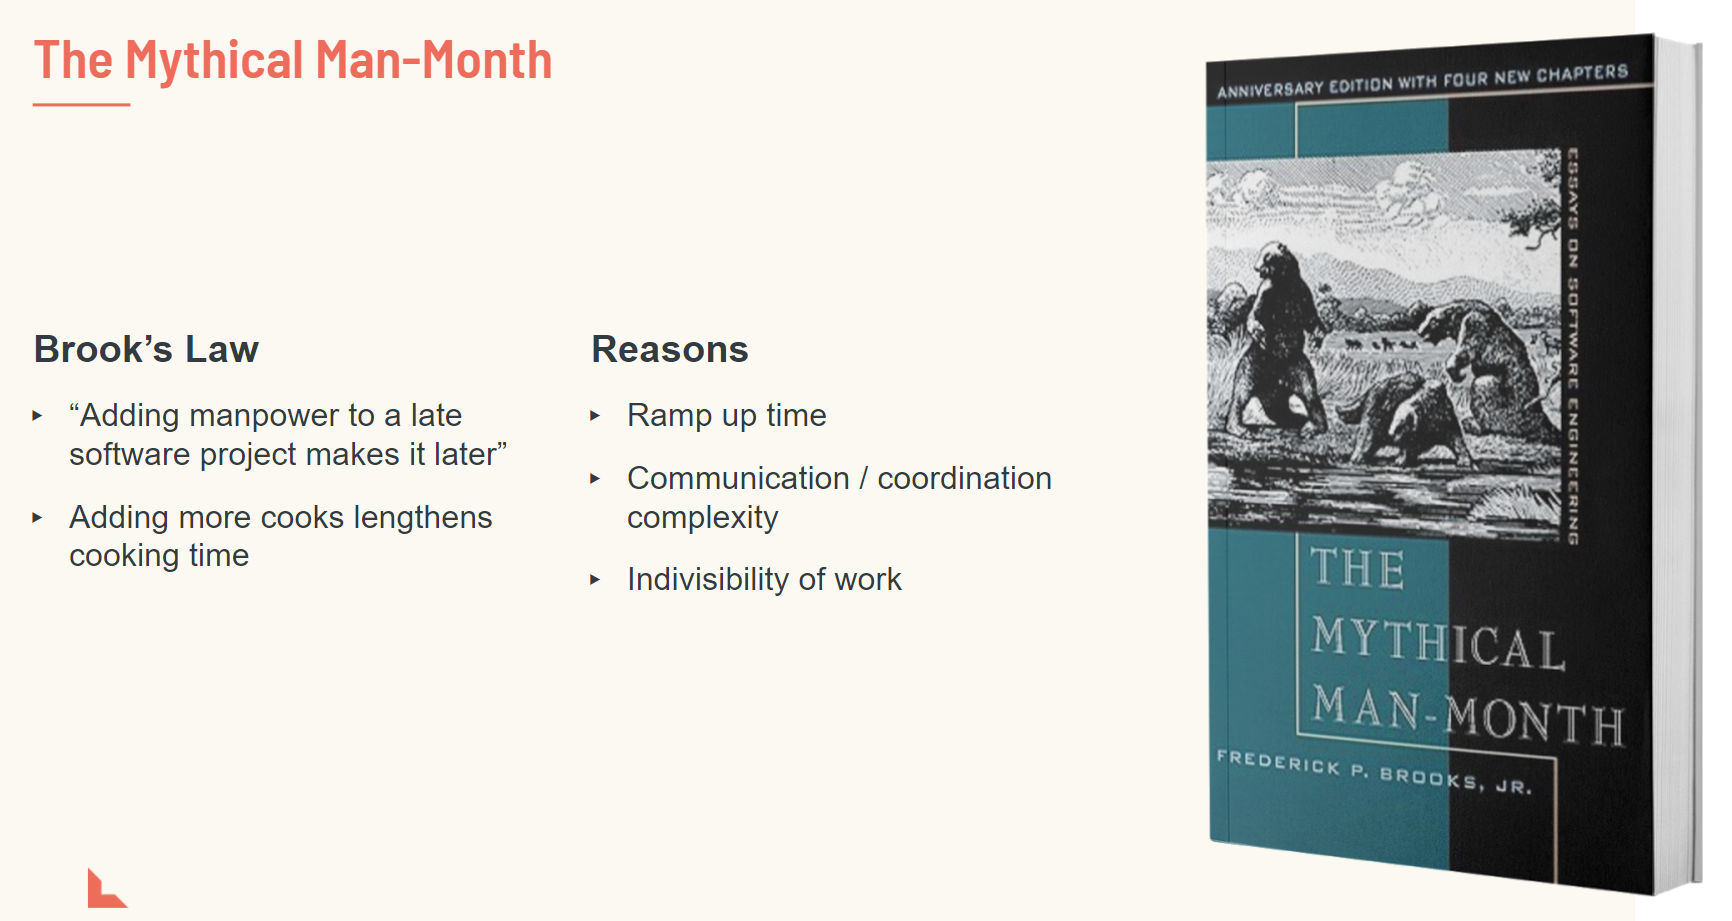 The Mythical Man-Month
Brook’s Law
▸ “Adding manpower to a late
software project makes it later”
▸ Adding more cooks lengthens
cooking time
Reasons
▸ Ramp up time
▸ Communication / coordination
complexity
▸ Indivisibility of work
ANNIVERSARY EDITION WITH FOUR NEW CHAPTERS
ESSAYS ON SOFTWARE ENGINEERING
THE
MYTHICAL
MAN-MONTH
FREDERICK P. BROOKS, JR.